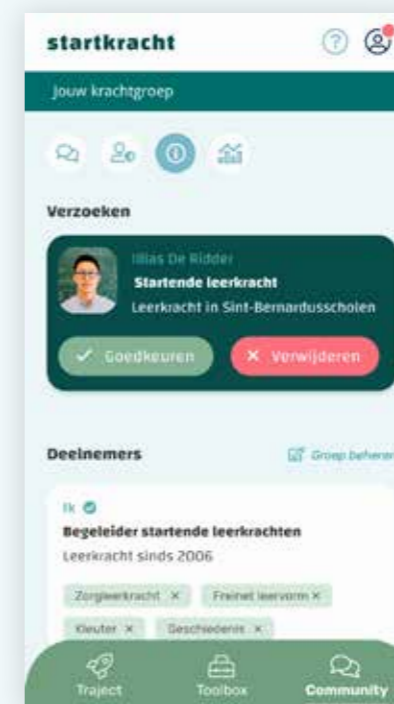 startkracht
Jouw krachtgroep
Verzoeken
Illias De Ridder
Startende leerkracht
Leerkracht in Sint-Bernardusscholen
Goedkeuren
Verwijderen
Deelnemers
Groep beheren
Ik
Begeleider startende leerkrachten
Leerkracht sinds 2006
Zorgleerkracht ×
Freinet leervorm ×
Kleuter ×
Geschiedenis ×
Traject
Toolbox
Community